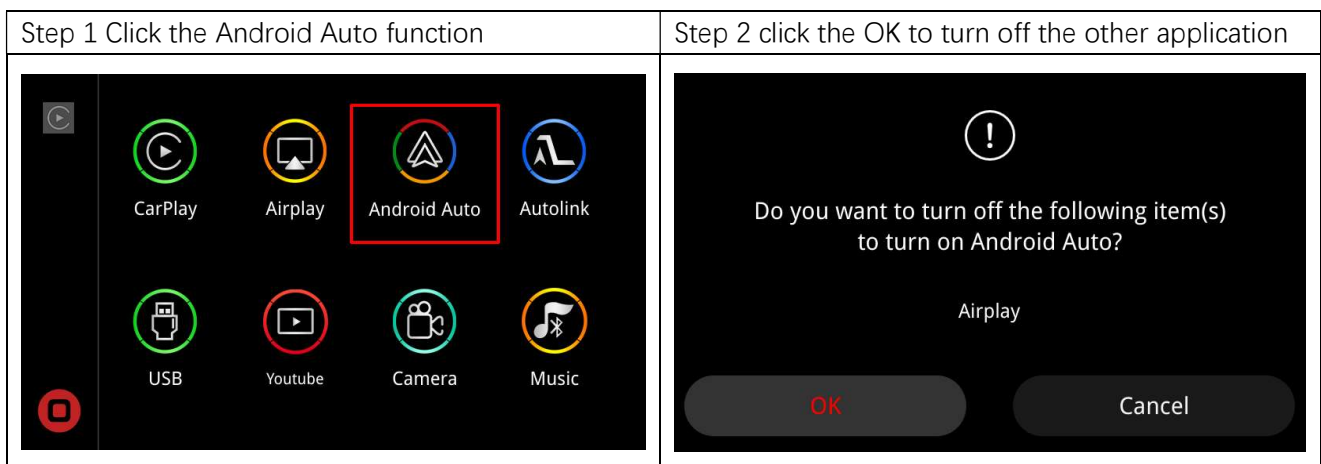 Step 1 Click the Android Auto function
Step 2 click the OK to turn off the other application
CarPlay
Airplay
Android Auto
Autolink
USB
Youtube
Camera
Music
Do you want to turn off the following item(s)
to turn on Android Auto?
Airplay
OK
Cancel